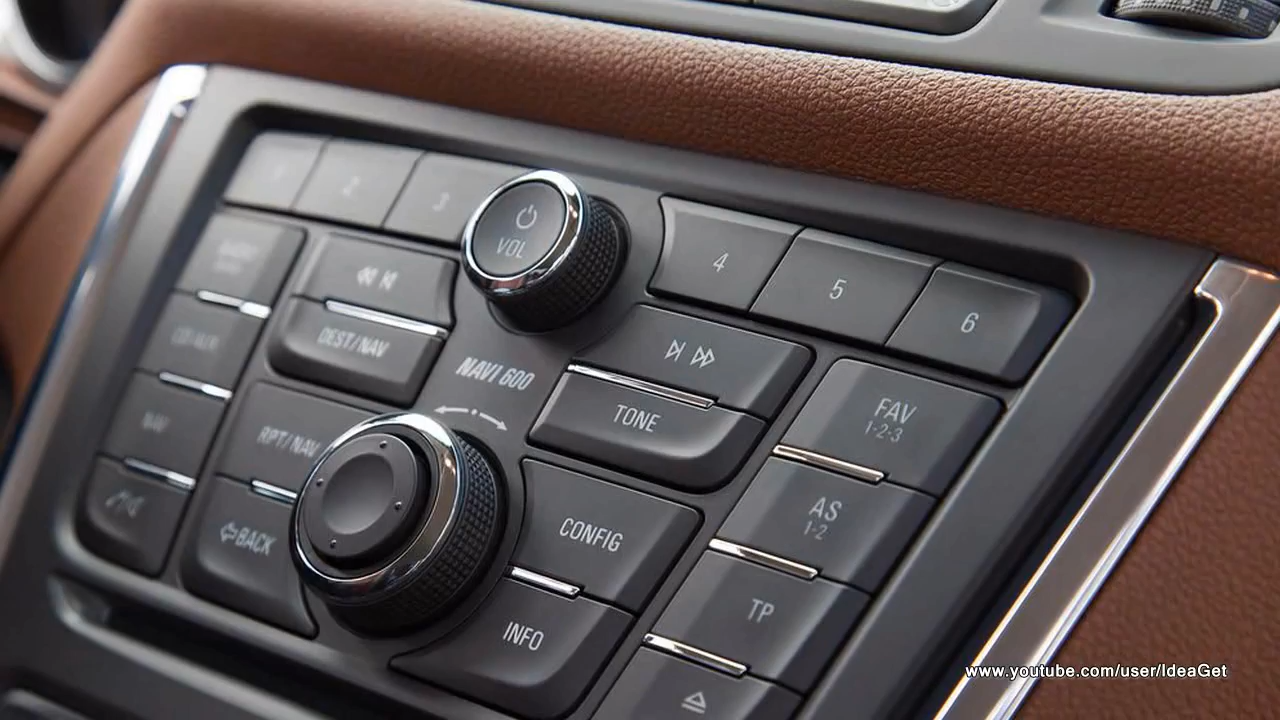 1
2
3
VOL
4
5
6
DEST/NAV
NAVI 600
TONE
FAV
1-2-3
NAV
RPT/NAV
BACK
CONFIG
AS
1-2
INFO
TP
www.youtube.com/user/IdeaGet